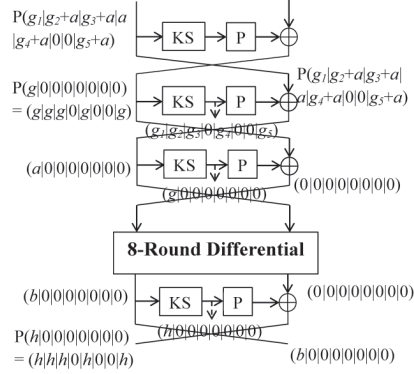 P(g₁|g₂+a|g₃+a|a
|g₄+a|0|0|g₅+a)
KS P
P(g₁|g₂+a|g₃+a|
a|g₄+a|0|0|g₅+a)
P(g|0|0|0|0|0|0|0)
= (g|g|g|0|g|0|0|g)
KS P
(g₁|g₂|g₃|0|g₄|0|0|g₅)
(a|0|0|0|0|0|0|0)
KS P
(0|0|0|0|0|0|0|0)
(g|0|0|0|0|0|0|0)
8-Round Differential
(b|0|0|0|0|0|0|0)
KS P
(0|0|0|0|0|0|0|0)
(h|0|0|0|0|0|0|0)
P(h|0|0|0|0|0|0|0)
= (h|h|h|0|h|0|0|h)
(b|0|0|0|0|0|0|0)